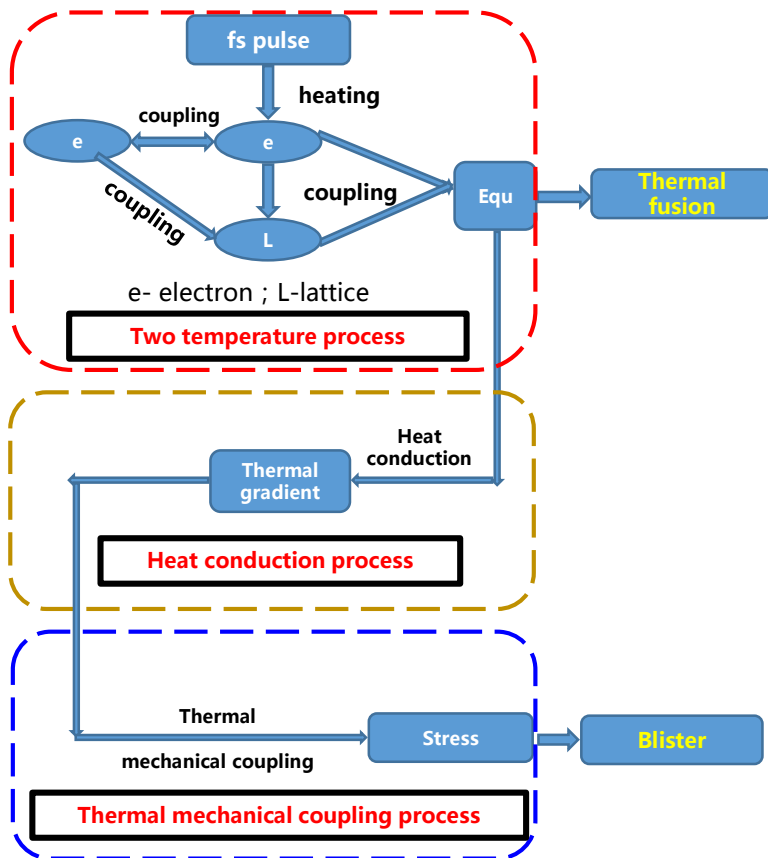 fs pulse
heating
coupling
e
e
coupling
coupling
Equ
Thermal
fusion
L
e- electron ; L-lattice
Two temperature process
Heat
conduction
Thermal
gradient
Heat conduction process
Thermal
mechanical coupling
Stress
Blister
Thermal mechanical coupling process